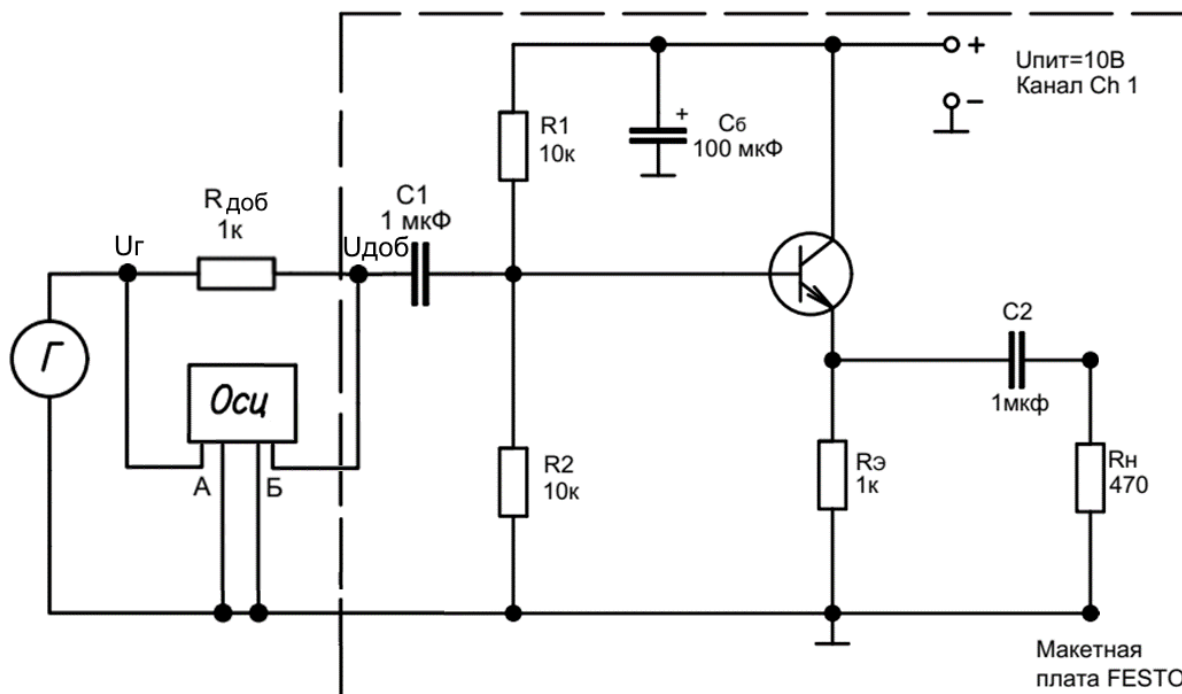 +
Uпит=10В
Канал Ch 1
−
R1
10к
+
Cб
100 мкФ
Rдоб
1к
C1
1 мкФ
Uг
Uдоб
Г
Осц
А
Б
C2
1мкф
R2
10к
Rэ
1к
Rн
470
Макетная
плата FESTO